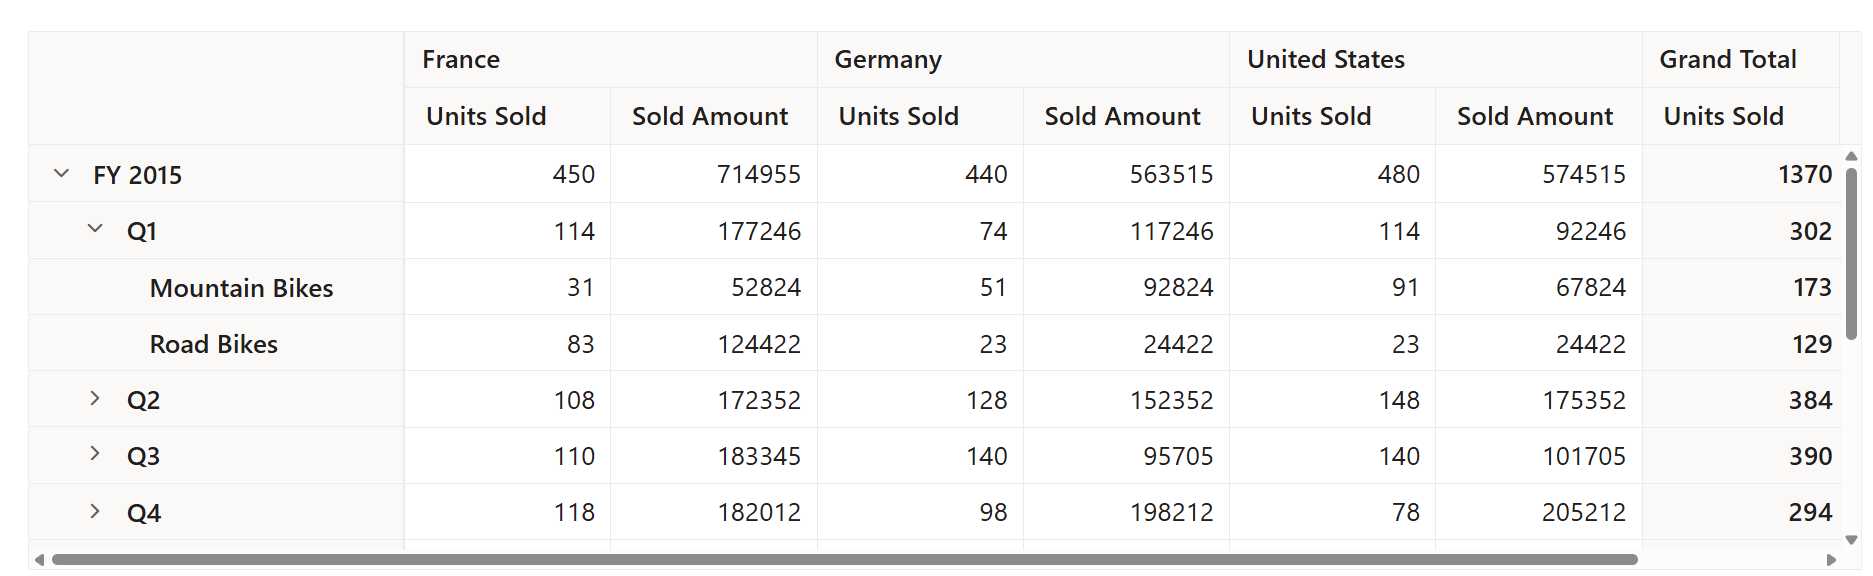 France Germany United States Grand Total
Units Sold Sold Amount Units Sold Sold Amount Units Sold Sold Amount Units Sold
FY 2015 450 714955 440 563515 480 574515 1370
Q1 114 177246 74 117246 114 92246 302
Mountain Bikes 31 52824 51 92824 91 67824 173
Road Bikes 83 124422 23 24422 23 24422 129
Q2 108 172352 128 152352 148 175352 384
Q3 110 183345 140 95705 140 101705 390
Q4 118 182012 98 198212 78 205212 294